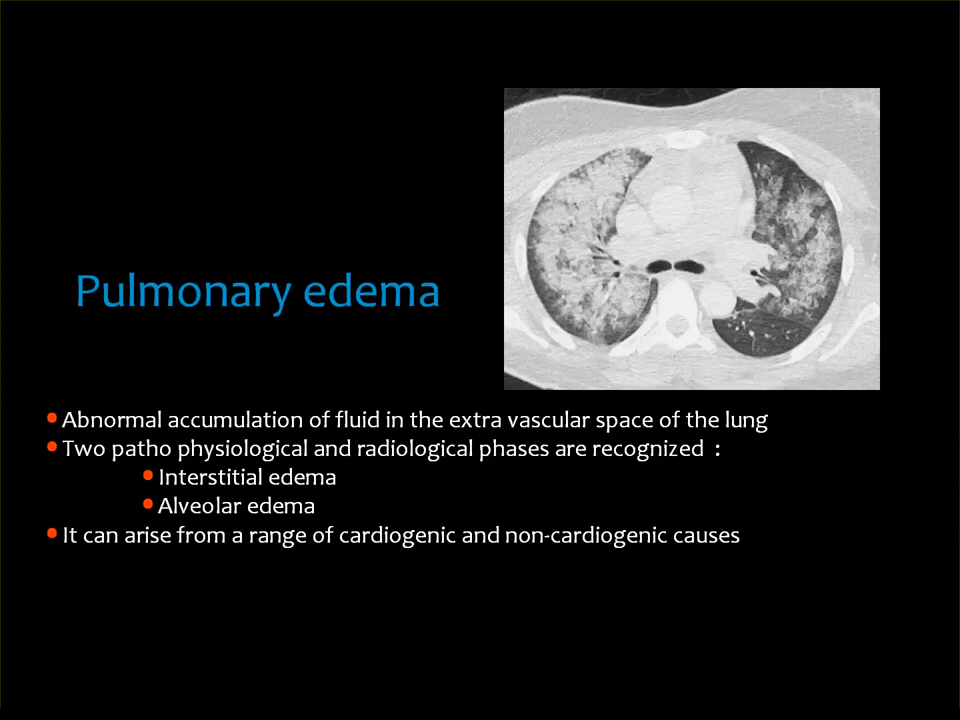 Pulmonary edema
• Abnormal accumulation of fluid in the extra vascular space of the lung
• Two patho physiological and radiological phases are recognized :
• Interstitial edema
• Alveolar edema
• It can arise from a range of cardiogenic and non-cardiogenic causes